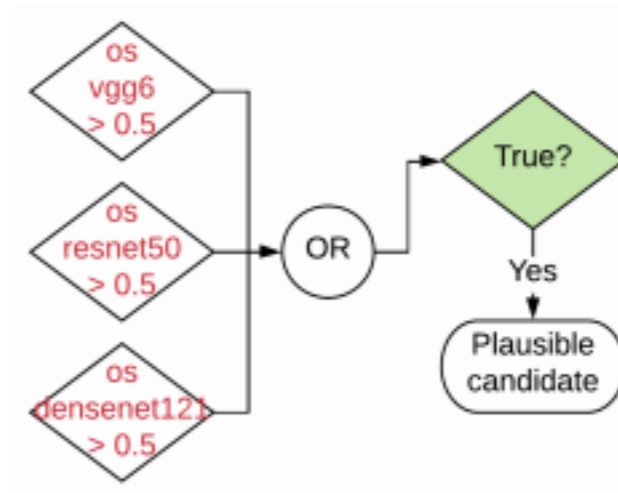 os
vgg6
> 0.5
os
resnet50
> 0.5
os
densenet121
> 0.5
OR
True?
Yes
Plausible
candidate